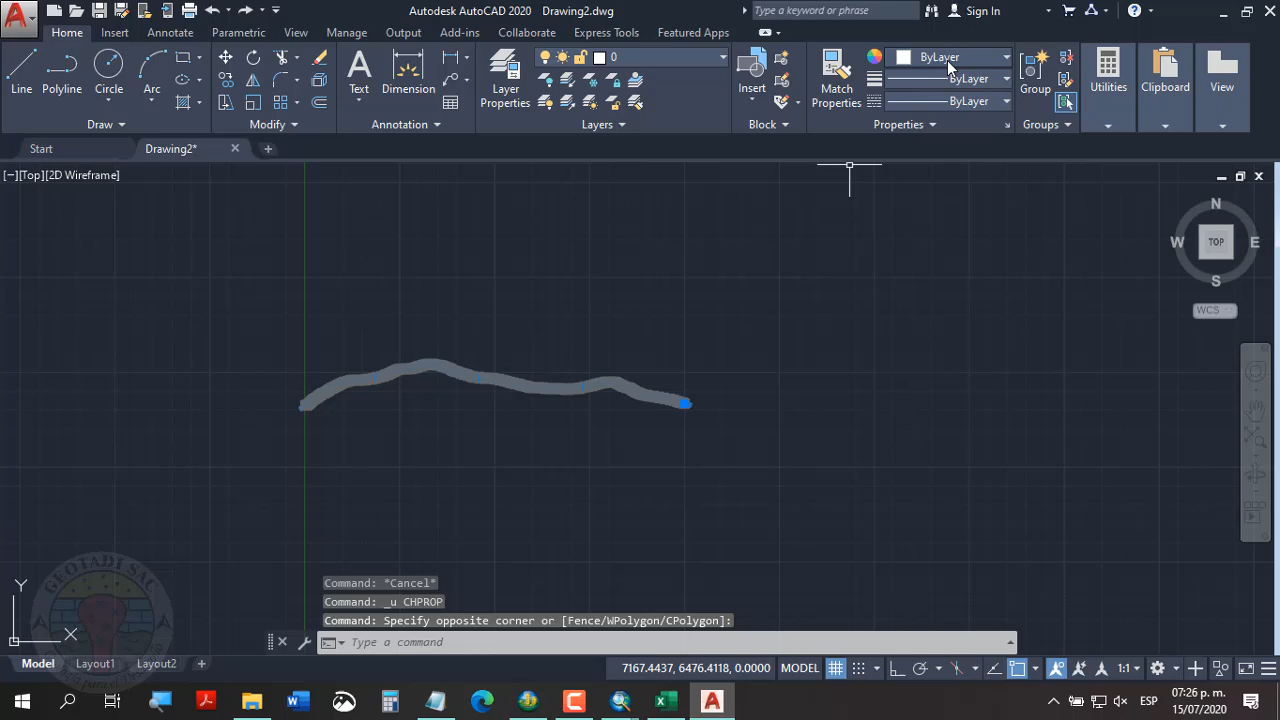 Autodesk AutoCAD 2020 Drawing2.dwg
Type a keyword or phrase
Sign In
Home Insert Annotate Parametric View Manage Output Add-ins Collaborate Express Tools Featured Apps
Line Polyline Circle Arc
Text Dimension
Layer Properties
0
Insert
Match Properties
ByLayer
ByLayer
ByLayer
Group
Utilities
Clipboard
View
Draw Modify Annotation Layers Block Properties Groups
Start Drawing2*
[−][Top][2D Wireframe]
N
W TOP E
S
WCS
Command: *Cancel*
Command: _u CHPROP
Command: Specify opposite corner or [Fence/WPolygon/CPolygon]:
Type a command
Y
X
GEOTADI SAC
Model Layout1 Layout2
7167.4437, 6476.4118, 0.0000 MODEL 1:1
ESP
07:26 p. m.
15/07/2020